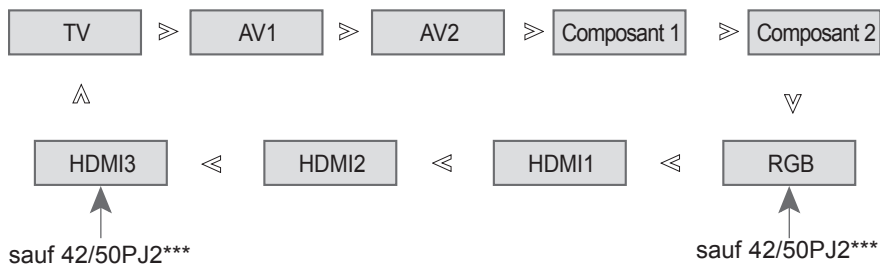 TV AV1 AV2 Composant 1 Composant 2
HDMI3 HDMI2 HDMI1 RGB
sauf 42/50PJ2*** sauf 42/50PJ2***